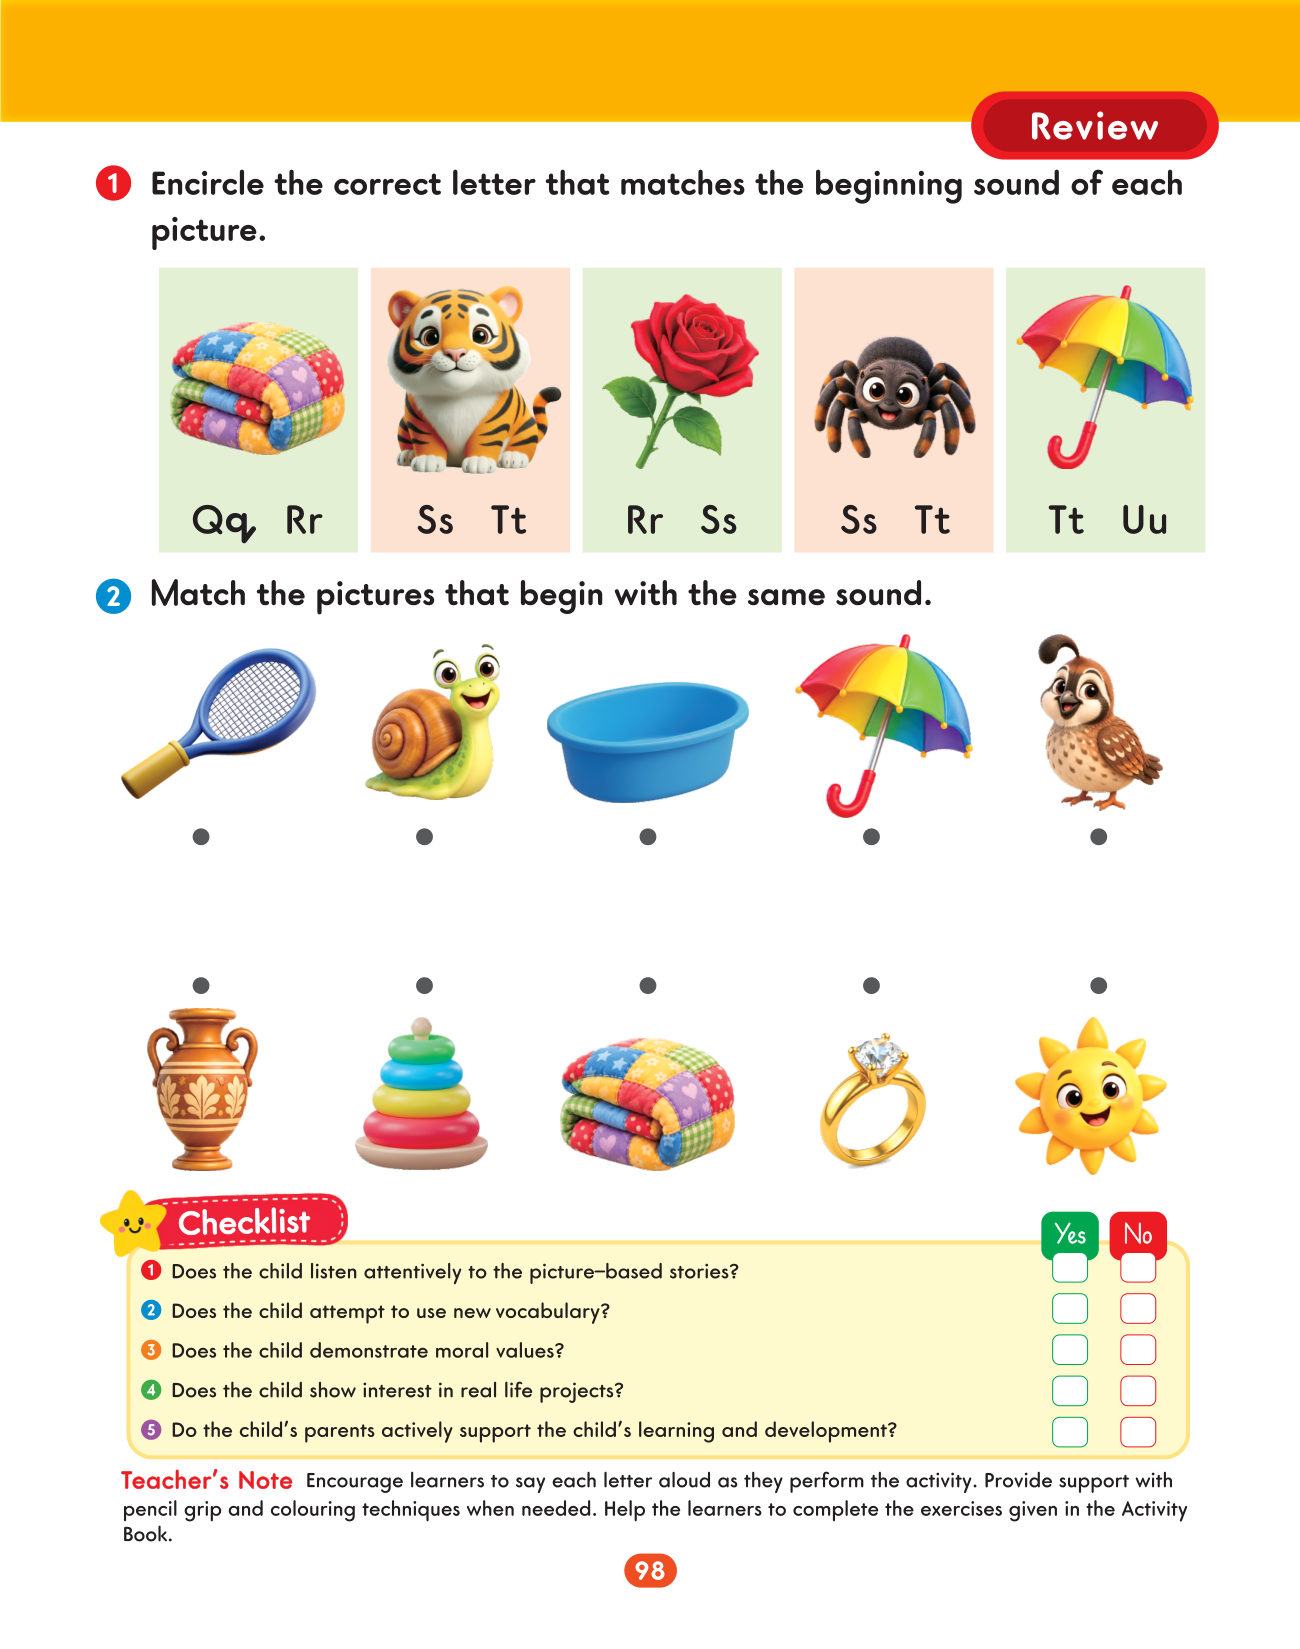 Review
1 Encircle the correct letter that matches the beginning sound of each
picture.
Qq Rr
Ss Tt
Rr Ss
Ss Tt
Tt Uu
2 Match the pictures that begin with the same sound.
Checklist
Yes No
1 Does the child listen attentively to the picture–based stories?
2 Does the child attempt to use new vocabulary?
3 Does the child demonstrate moral values?
4 Does the child show interest in real life projects?
5 Do the child's parents actively support the child's learning and development?
Teacher's Note Encourage learners to say each letter aloud as they perform the activity. Provide support with
pencil grip and colouring techniques when needed. Help the learners to complete the exercises given in the Activity
Book.
98